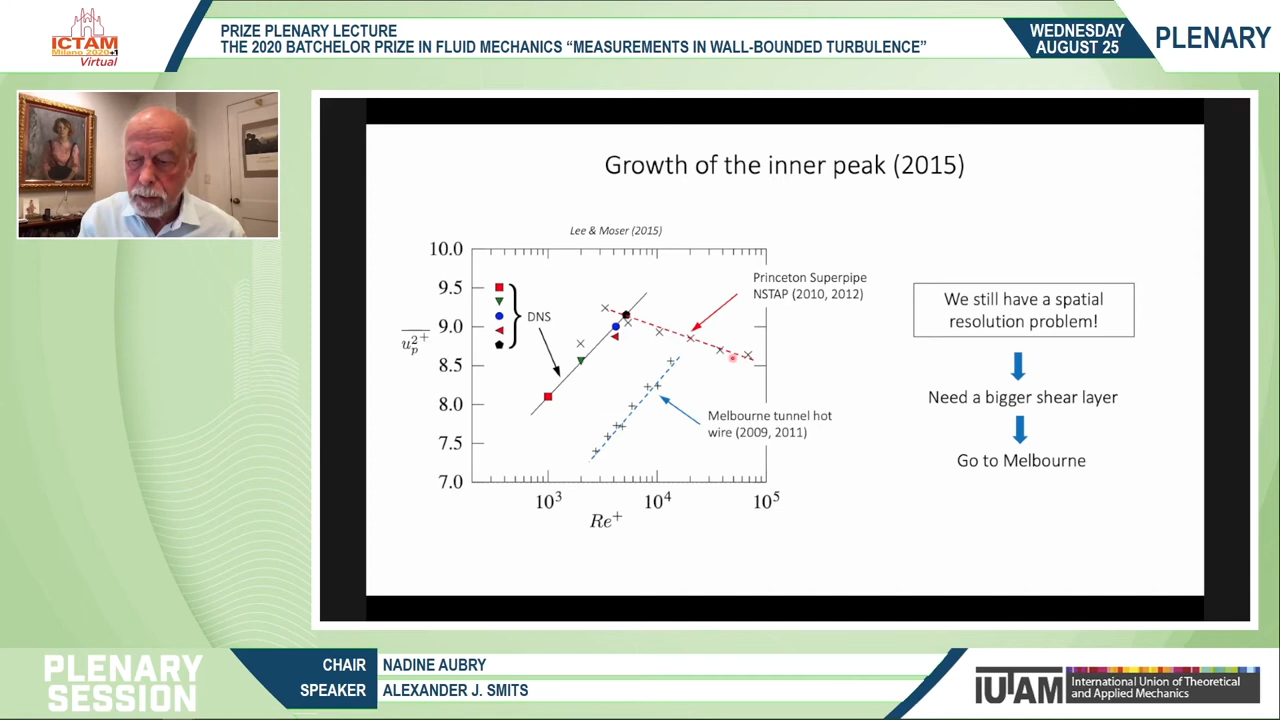 ICTAM
Milano 2020+1
Virtual
PRIZE PLENARY LECTURE
THE 2020 BATCHELOR PRIZE IN FLUID MECHANICS “MEASUREMENTS IN WALL-BOUNDED TURBULENCE”
WEDNESDAY
AUGUST 25
PLENARY
Growth of the inner peak (2015)
Lee & Moser (2015)
10.0
9.5
9.0
8.5
8.0
7.5
7.0
u_p^{2+}
DNS
Princeton Superpipe
NSTAP (2010, 2012)
Melbourne tunnel hot
wire (2009, 2011)
10³
10⁴
10⁵
Re⁺
We still have a spatial
resolution problem!
Need a bigger shear layer
Go to Melbourne
PLENARY
SESSION
CHAIR NADINE AUBRY
SPEAKER ALEXANDER J. SMITS
IUTAM
International Union of Theoretical
and Applied Mechanics